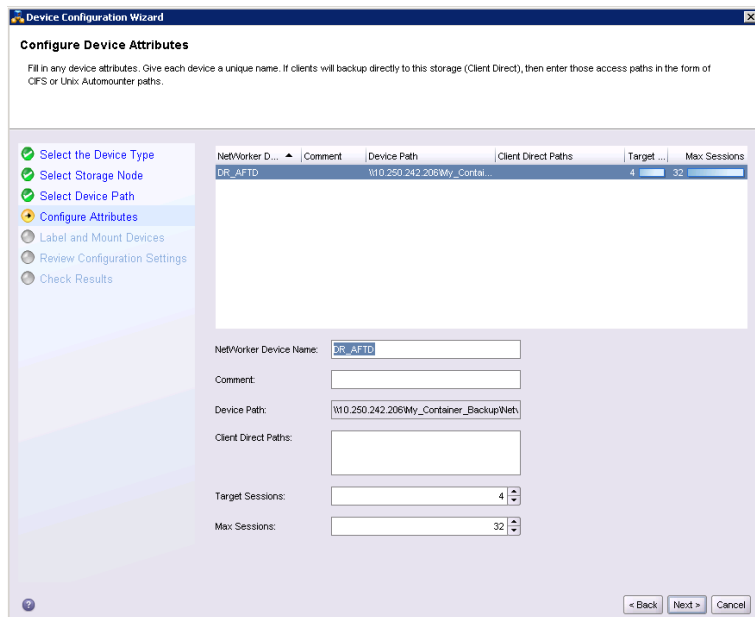 Device Configuration Wizard
Configure Device Attributes
Fill in any device attributes. Give each device a unique name. If clients will backup directly to this storage (Client Direct), then enter those access paths in the form of
CIFS or Unix Automounter paths.
Select the Device Type
Select Storage Node
Select Device Path
Configure Attributes
Label and Mount Devices
Review Configuration Settings
Check Results
NetWorker D... Comment Device Path Client Direct Paths Target ... Max Sessions
DR_AFTD \\10.250.242.206\My_Contai... 4 32
NetWorker Device Name: DR_AFTD
Comment:
Device Path: \\10.250.242.206\My_Container_Backup\Net\
Client Direct Paths:
Target Sessions: 4
Max Sessions: 32
? < Back Next > Cancel